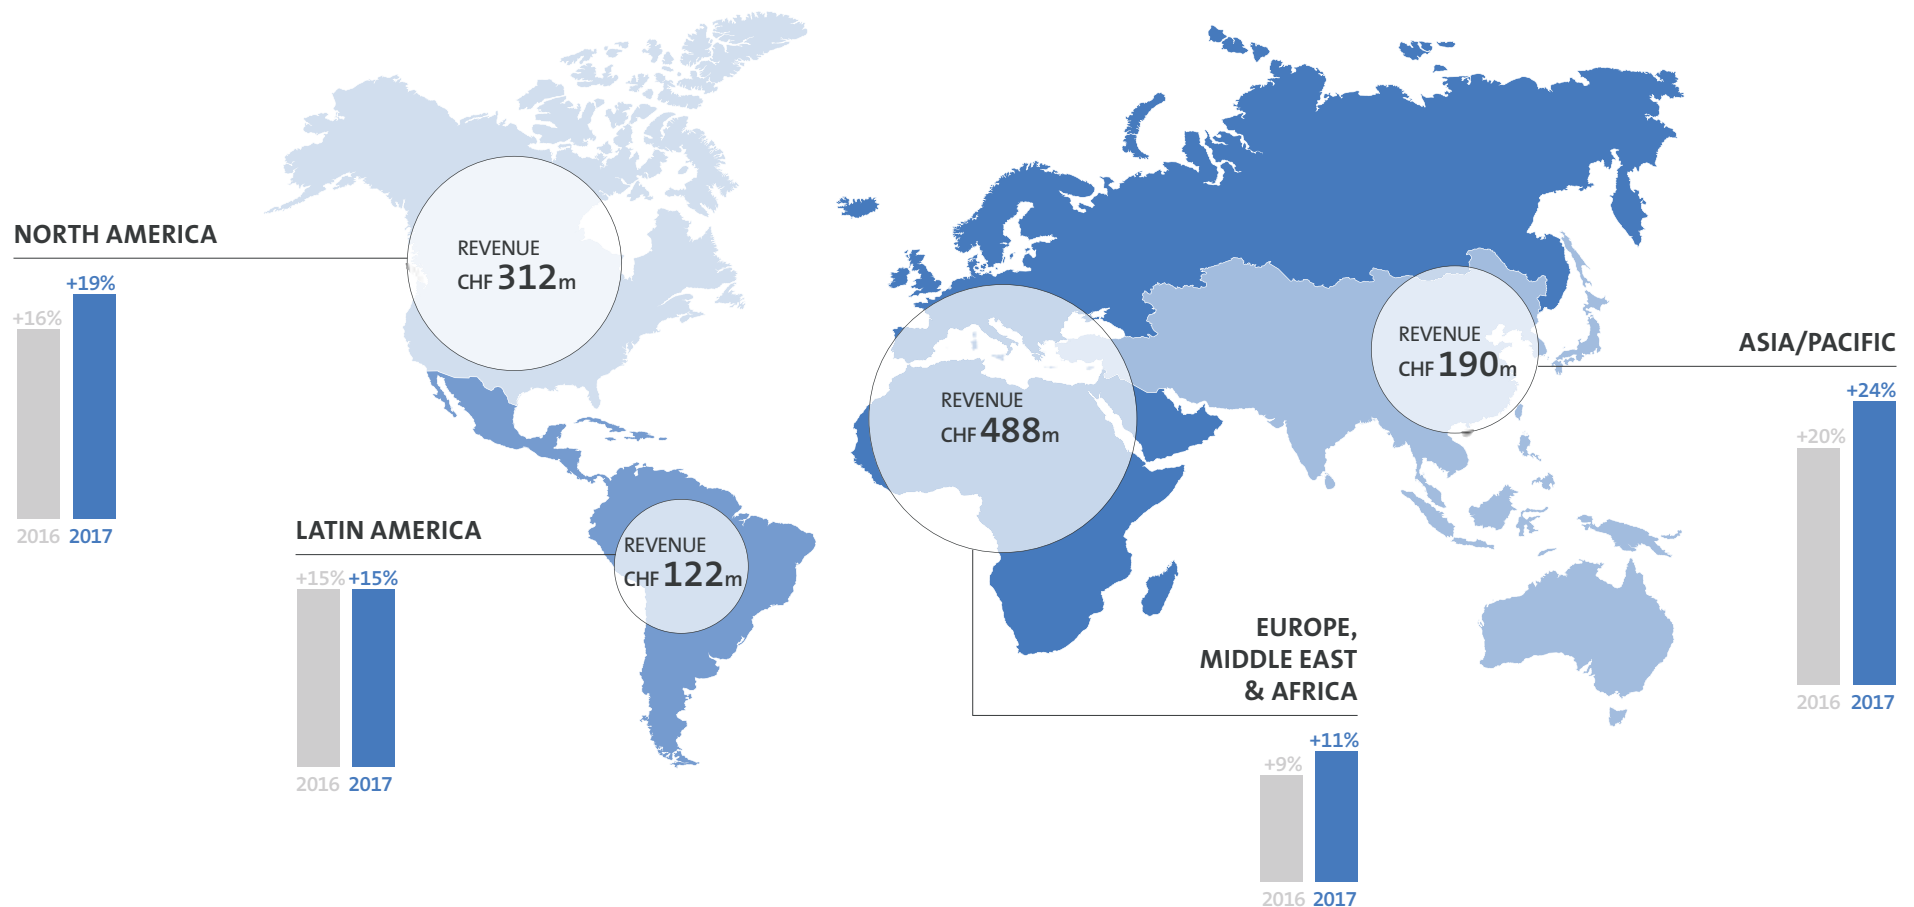 NORTH AMERICA
REVENUE
CHF 312m
+16%
+19%
2016 2017
LATIN AMERICA
REVENUE
CHF 122m
+15% +15%
2016 2017
REVENUE
CHF 488m
EUROPE,
MIDDLE EAST
& AFRICA
+9%
+11%
2016 2017
REVENUE
CHF 190m
ASIA/PACIFIC
+20%
+24%
2016 2017